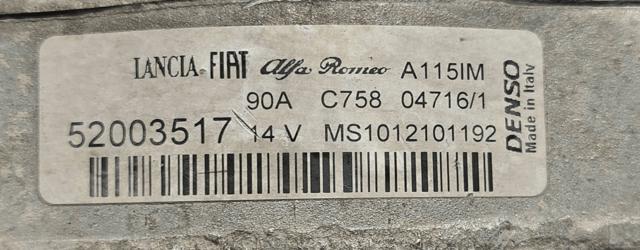 LANCIA FIAT Alfa Romeo A115IM
90A C758 04716/1
52003517 14 V MS1012101192
DENSO
Made in Italy